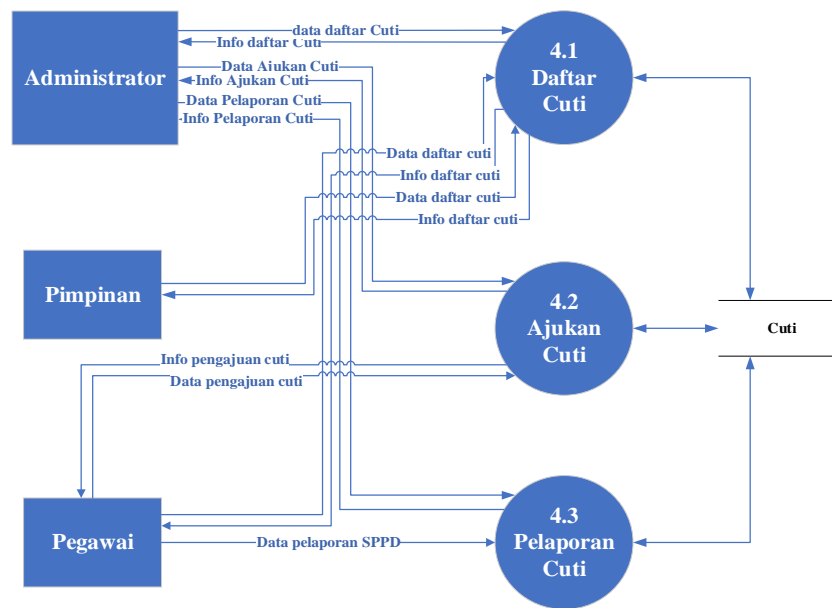 Administrator
data daftar Cuti
Info daftar Cuti
Data Ajukan Cuti
Info Ajukan Cuti
Data Pelaporan Cuti
Info Pelaporan Cuti
4.1
Daftar
Cuti
Data daftar cuti
Info daftar cuti
Data daftar cuti
Info daftar cuti
Pimpinan
4.2
Ajukan
Cuti
Cuti
Info pengajuan cuti
Data pengajuan cuti
Pegawai
Data pelaporan SPPD
4.3
Pelaporan
Cuti